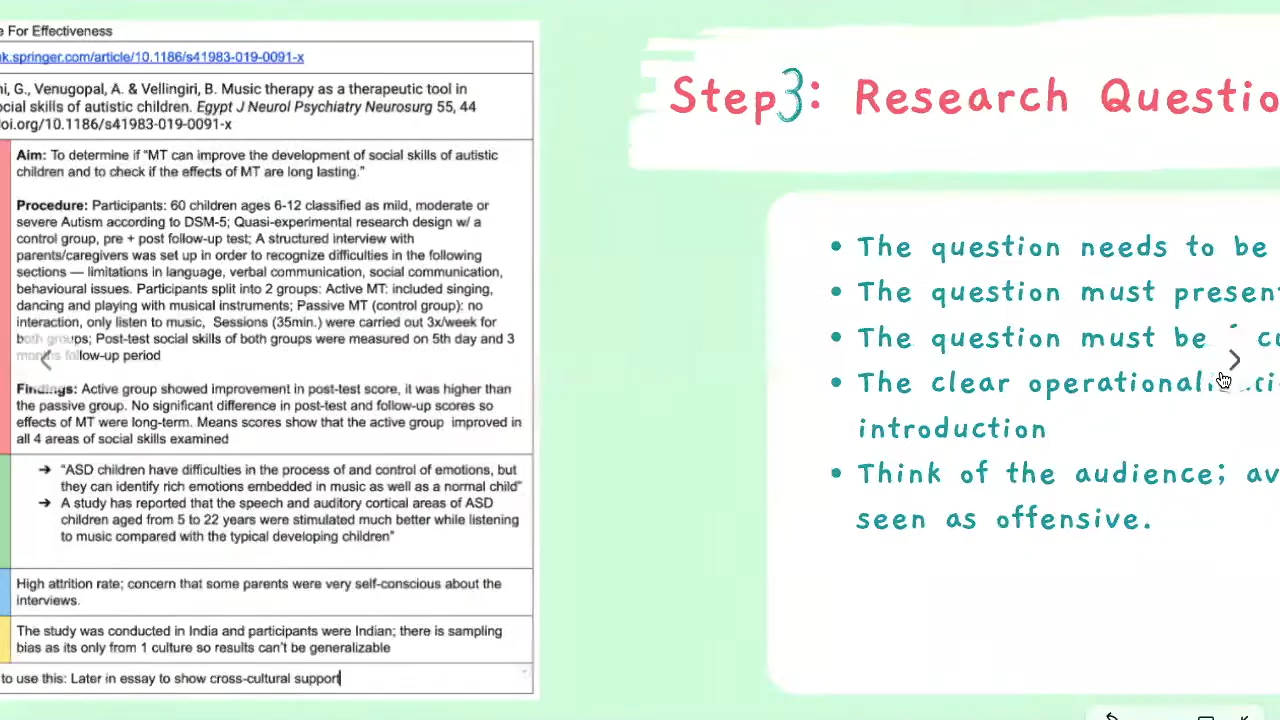 e For Effectiveness
nk.springer.com/article/10.1186/s41983-019-0091-x
ni, G., Venugopal, A. & Vellingiri, B. Music therapy as a therapeutic tool in
ocial skills of autistic children. Egypt J Neurol Psychiatry Neurosurg 55, 44
doi.org/10.1186/s41983-019-0091-x
Aim: To determine if “MT can improve the development of social skills of autistic
children and to check if the effects of MT are long lasting.”
Procedure: Participants: 60 children ages 6-12 classified as mild, moderate or
severe Autism according to DSM-5; Quasi-experimental research design w/ a
control group, pre + post follow-up test; A structured interview with
parents/caregivers was set up in order to recognize difficulties in the following
sections — limitations in language, verbal communication, social communication,
behavioural issues. Participants split into 2 groups: Active MT: included singing,
dancing and playing with musical instruments; Passive MT (control group): no
interaction, only listen to music, Sessions (35min.) were carried out 3x/week for
both groups; Post-test social skills of both groups were measured on 5th day and 3
months follow-up period
Findings: Active group showed improvement in post-test score, it was higher than
the passive group. No significant difference in post-test and follow-up scores so
effects of MT were long-term. Means scores show that the active group improved in
all 4 areas of social skills examined
➔ “ASD children have difficulties in the process of and control of emotions, but
they can identify rich emotions embedded in music as well as a normal child”
➔ A study has reported that the speech and auditory cortical areas of ASD
children aged from 5 to 22 years were stimulated much better while listening
to music compared with the typical developing children”
High attrition rate; concern that some parents were very self-conscious about the
interviews.
The study was conducted in India and participants were Indian; there is sampling
bias as its only from 1 culture so results can’t be generalizable
to use this: Later in essay to show cross-cultural support
Step3: Research Questio
• The question needs to be
• The question must present
• The question must be
• The clear
introduction
• Think of the audience; av
seen as offensive.